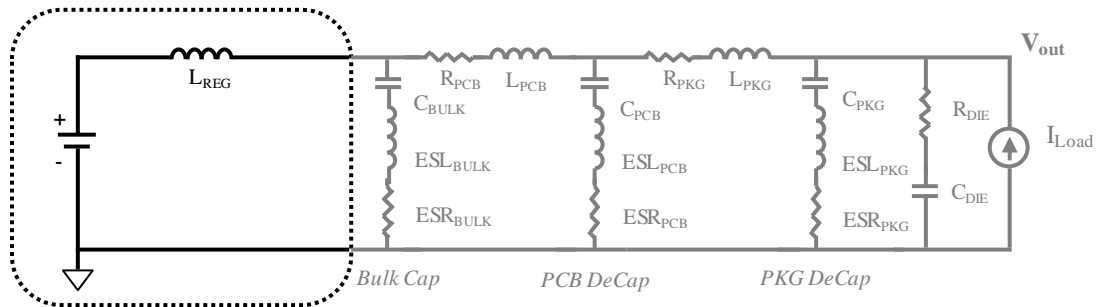 V_out
L_REG
R_PCB
L_PCB
R_PKG
L_PKG
C_BULK
C_PCB
C_PKG
R_DIE
+
-
I_Load
ESL_BULK
ESL_PCB
ESL_PKG
C_DIE
ESR_BULK
ESR_PCB
ESR_PKG
Bulk Cap
PCB DeCap
PKG DeCap